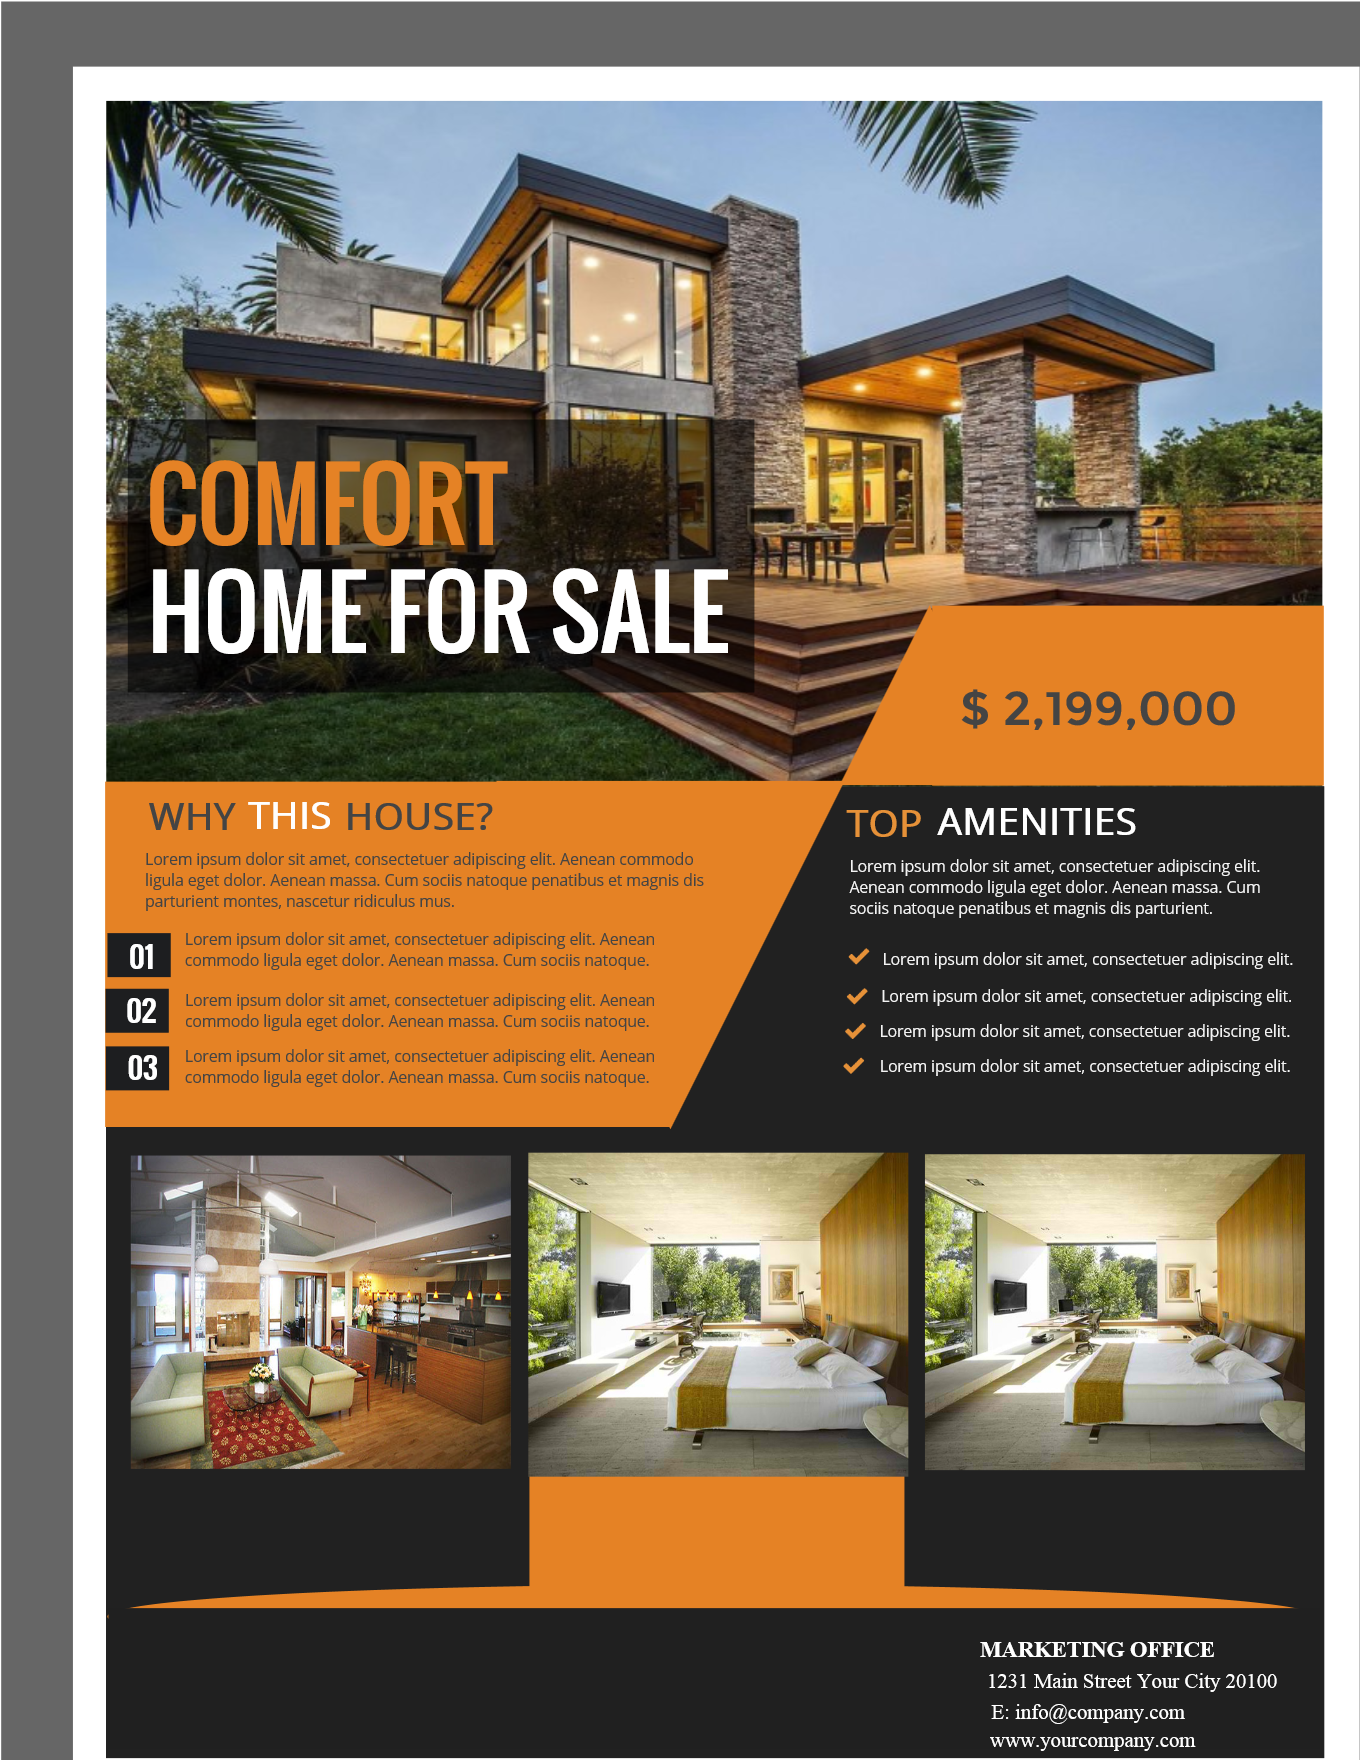 COMFORT
HOME FOR SALE
$ 2,199,000
WHY THIS HOUSE?
Lorem ipsum dolor sit amet, consectetuer adipiscing elit. Aenean commodo
ligula eget dolor. Aenean massa. Cum sociis natoque penatibus et magnis dis
parturient montes, nascetur ridiculus mus.
01
Lorem ipsum dolor sit amet, consectetuer adipiscing elit. Aenean
commodo ligula eget dolor. Aenean massa. Cum sociis natoque.
02
Lorem ipsum dolor sit amet, consectetuer adipiscing elit. Aenean
commodo ligula eget dolor. Aenean massa. Cum sociis natoque.
03
Lorem ipsum dolor sit amet, consectetuer adipiscing elit. Aenean
commodo ligula eget dolor. Aenean massa. Cum sociis natoque.
TOP AMENITIES
Lorem ipsum dolor sit amet, consectetuer adipiscing elit.
Aenean commodo ligula eget dolor. Aenean massa. Cum
sociis natoque penatibus et magnis dis parturient.
Lorem ipsum dolor sit amet, consectetuer adipiscing elit.
Lorem ipsum dolor sit amet, consectetuer adipiscing elit.
Lorem ipsum dolor sit amet, consectetuer adipiscing elit.
Lorem ipsum dolor sit amet, consectetuer adipiscing elit.
MARKETING OFFICE
1231 Main Street Your City 20100
E: info@company.com
www.yourcompany.com